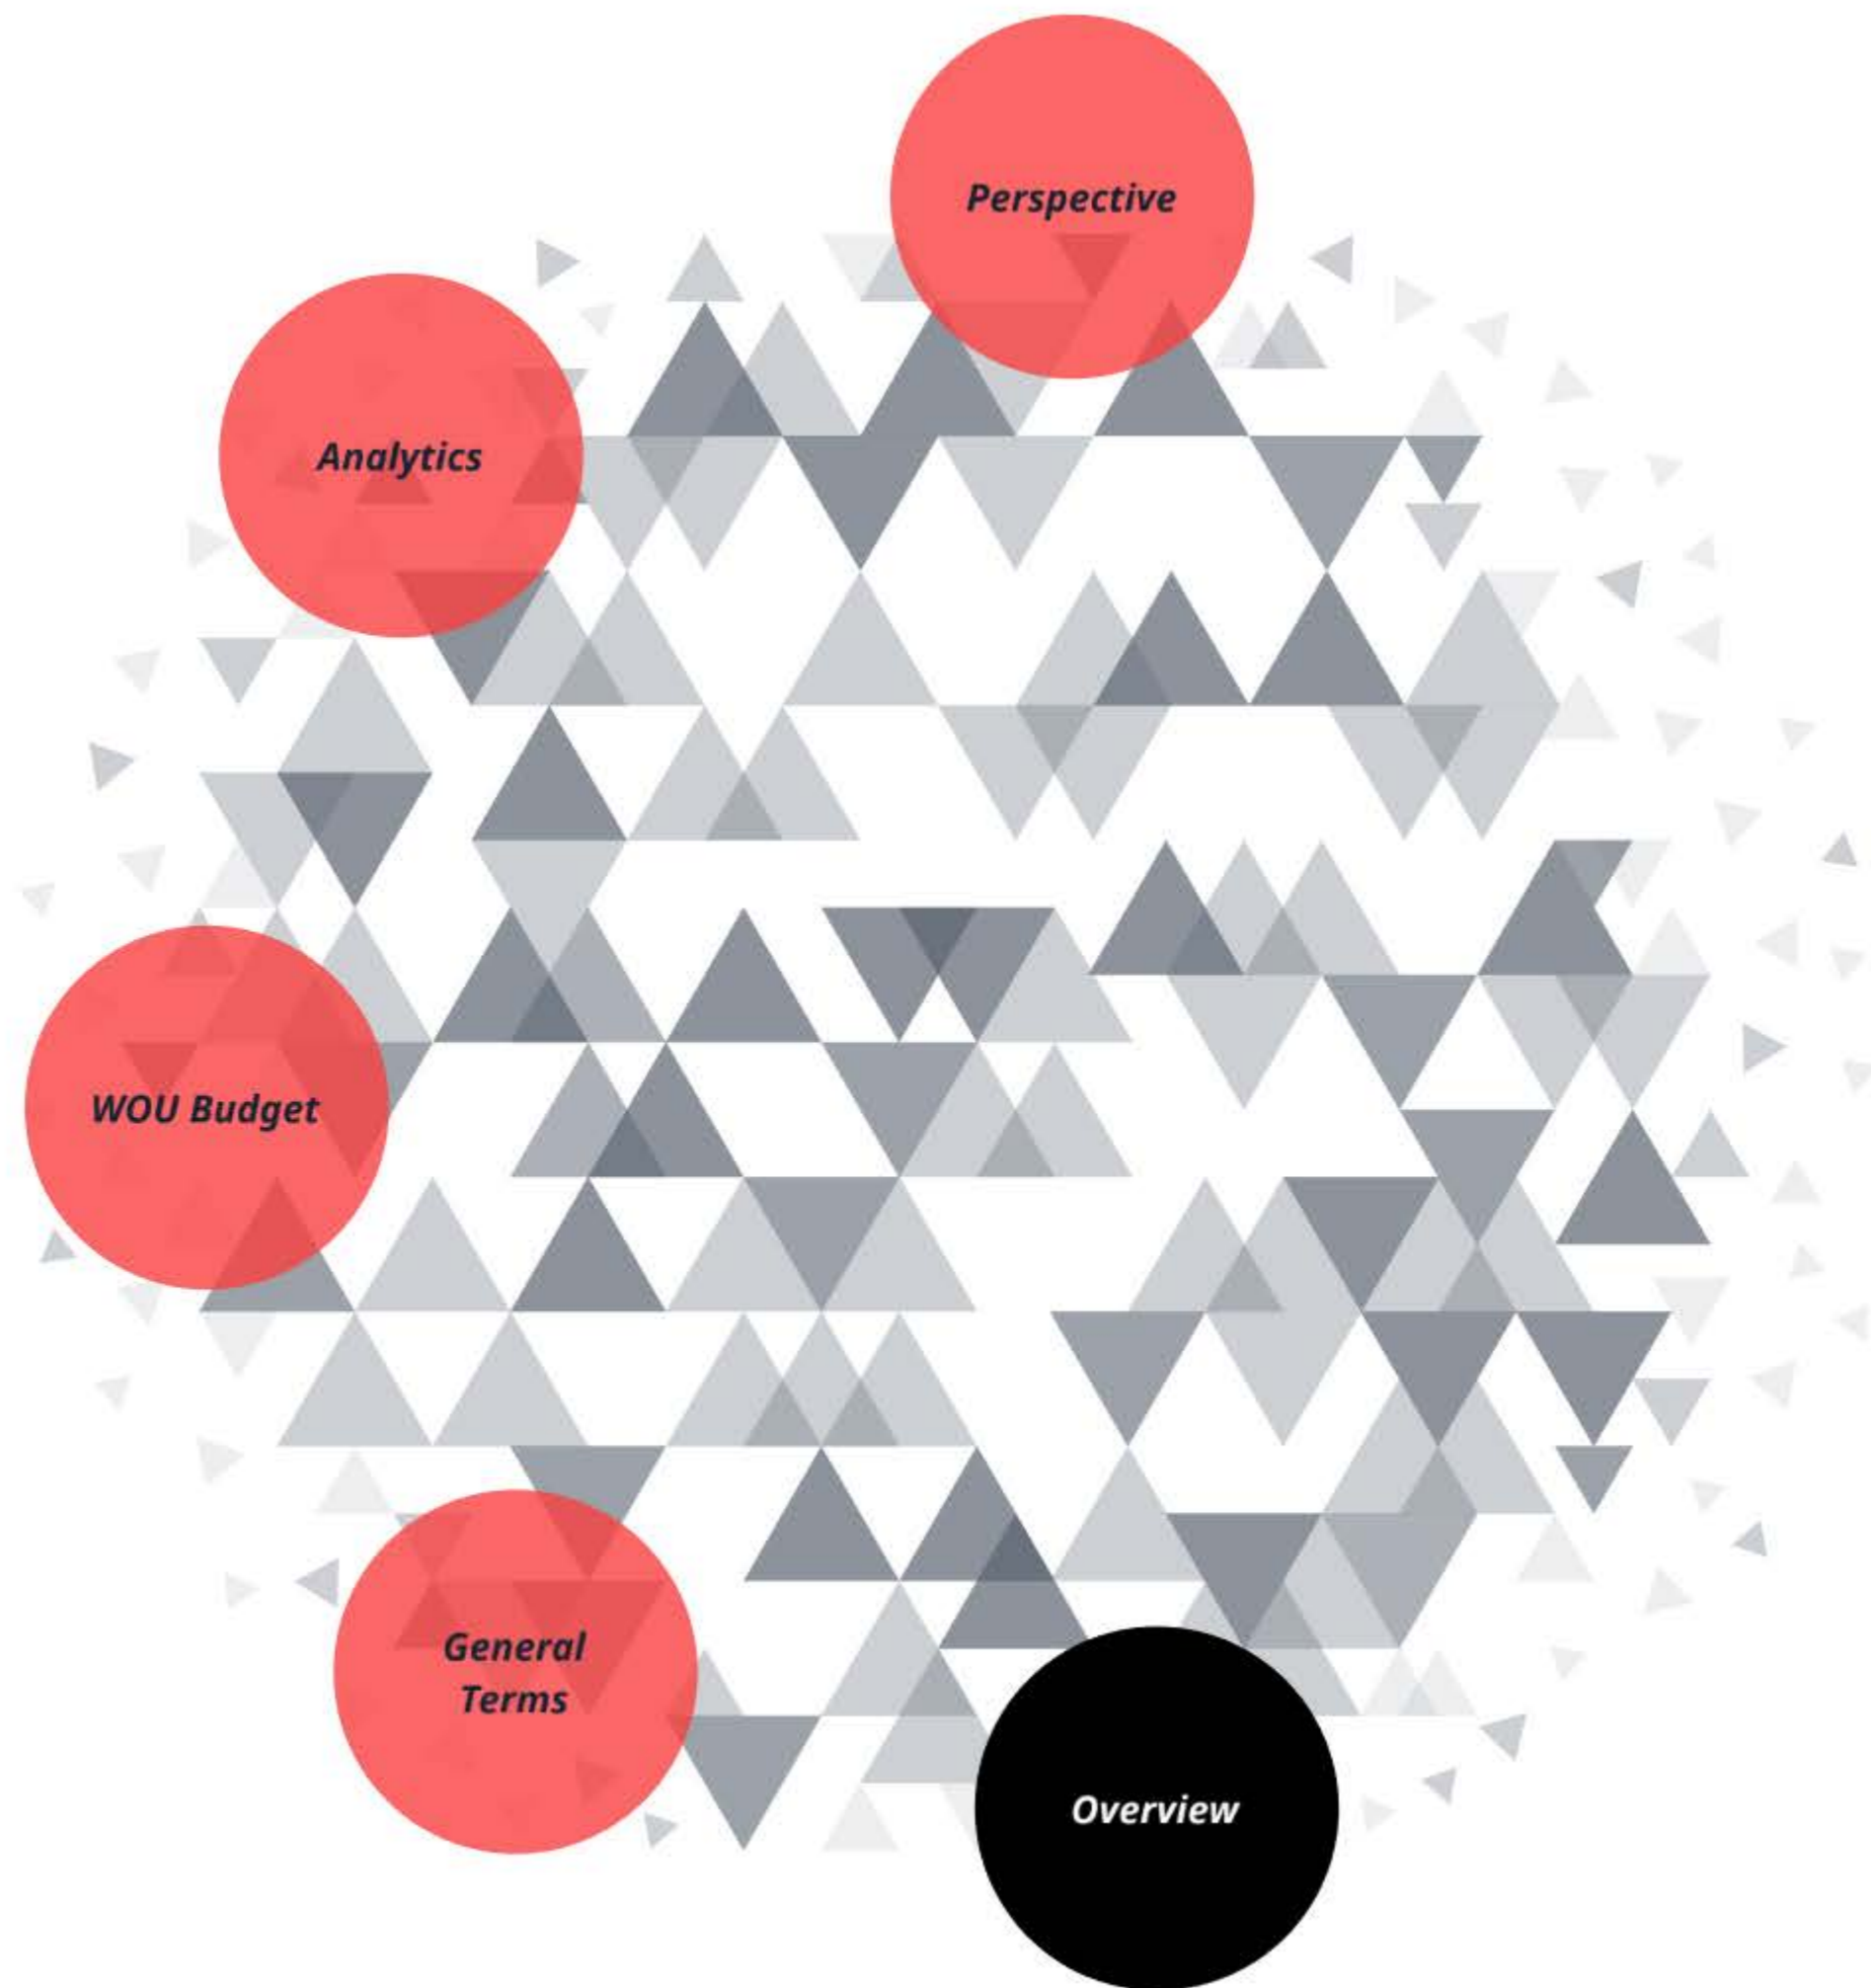 Perspective
Analytics
WOU Budget
General
Terms
Overview